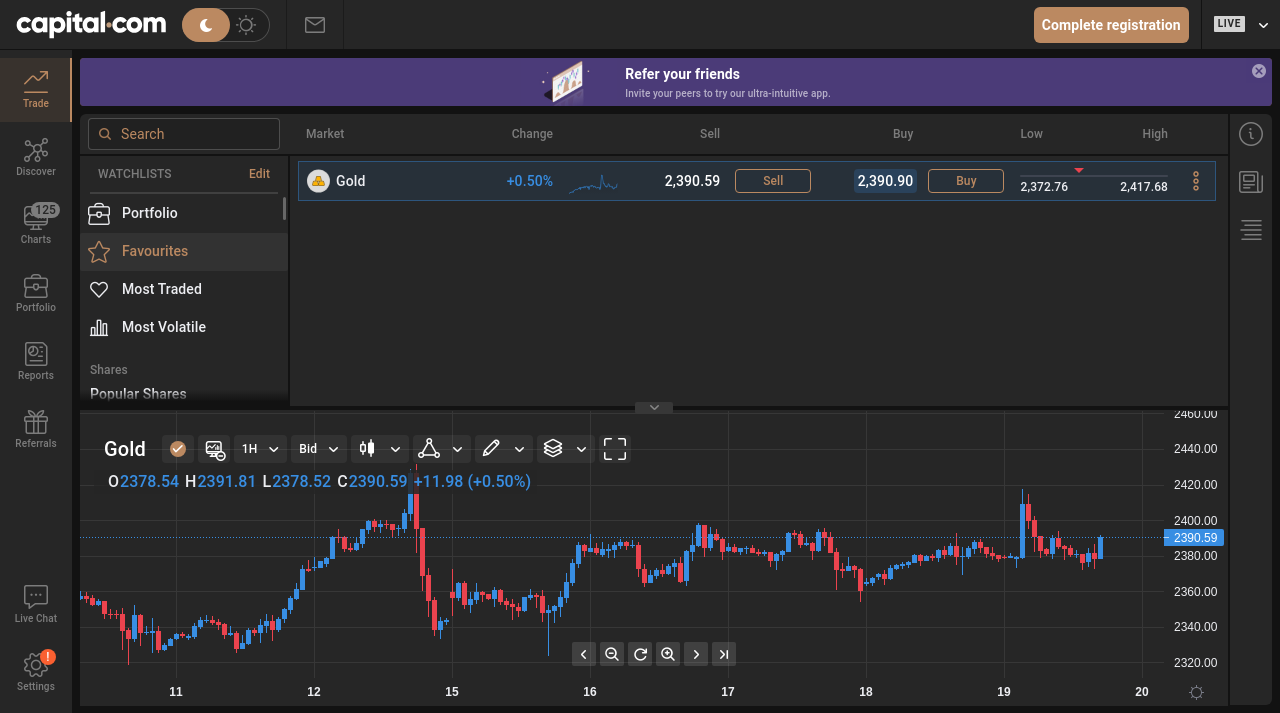 capital.com
Complete registration
LIVE
Refer your friends
Invite your peers to try our ultra-intuitive app.
Trade
Discover
125
Charts
Portfolio
Reports
Referrals
Live Chat
!
Settings
Search
WATCHLISTS Edit
Portfolio
Favourites
Most Traded
Most Volatile
Shares
Popular Shares
Market Change Sell Buy Low High
Gold +0.50% 2,390.59 Sell 2,390.90 Buy 2,372.76 2,417.68
Gold 1H Bid
O2378.54 H2391.81 L2378.52 C2390.59 +11.98 (+0.50%)
2460.00
2440.00
2420.00
2400.00
2390.59
2380.00
2360.00
2340.00
2320.00
11 12 15 16 17 18 19 20